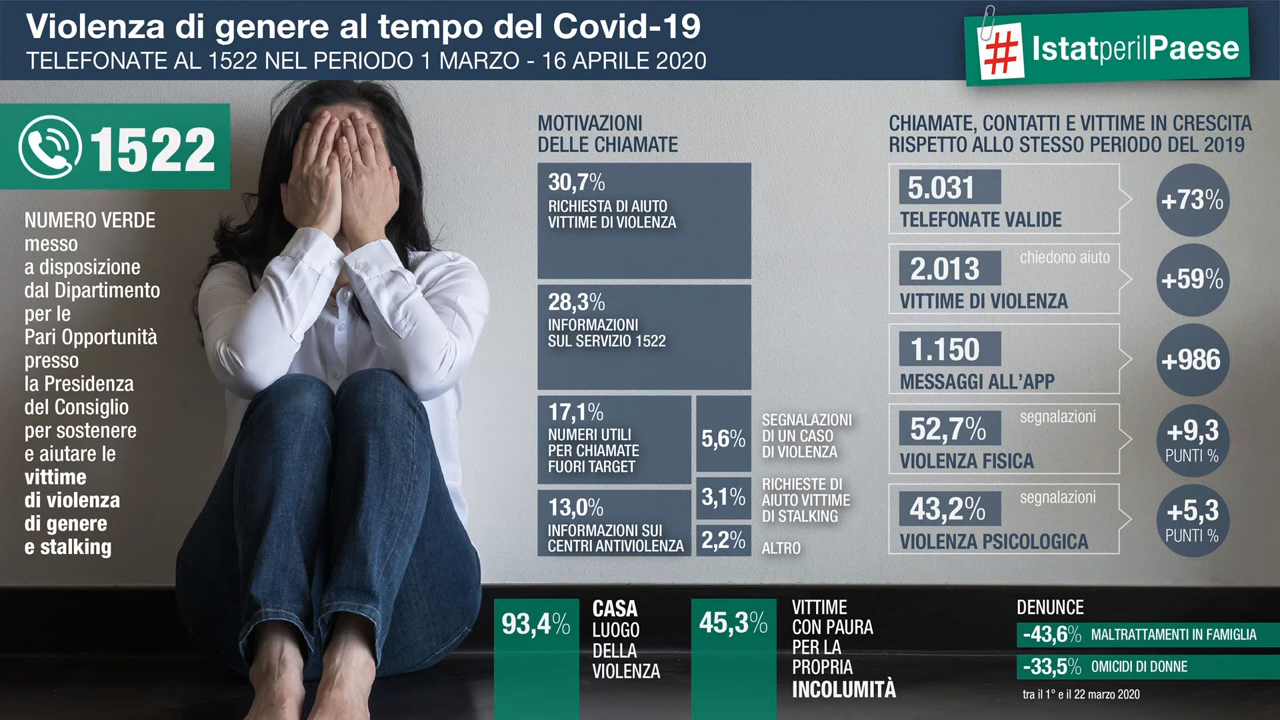 Violenza di genere al tempo del Covid-19
TELEFONATE AL 1522 NEL PERIODO 1 MARZO - 16 APRILE 2020
#IstatperilPaese
1522
NUMERO VERDE
messo
a disposizione
dal Dipartimento
per le
Pari Opportunità
presso
la Presidenza
del Consiglio
per sostenere
e aiutare le
vittime
di violenza
di genere
e stalking
MOTIVAZIONI
DELLE CHIAMATE
30,7%
RICHIESTA DI AIUTO
VITTIME DI VIOLENZA
28,3%
INFORMAZIONI
SUL SERVIZIO 1522
17,1%
NUMERI UTILI
PER CHIAMATE
FUORI TARGET
13,0%
INFORMAZIONI SUI
CENTRI ANTIVIOLENZA
5,6%
SEGNALAZIONI
DI UN CASO
DI VIOLENZA
3,1%
RICHIESTE DI
AIUTO VITTIME
DI STALKING
2,2%
ALTRO
CHIAMATE, CONTATTI E VITTIME IN CRESCITA
RISPETTO ALLO STESSO PERIODO DEL 2019
5.031
TELEFONATE VALIDE
+73%
2.013
chiedono aiuto
VITTIME DI VIOLENZA
+59%
1.150
MESSAGGI ALL'APP
+986
52,7%
segnalazioni
VIOLENZA FISICA
+9,3
PUNTI %
43,2%
segnalazioni
VIOLENZA PSICOLOGICA
+5,3
PUNTI %
93,4%
CASA
LUOGO
DELLA
VIOLENZA
45,3%
VITTIME
CON PAURA
PER LA
PROPRIA
INCOLUMITÀ
DENUNCE
-43,6% MALTRATTAMENTI IN FAMIGLIA
-33,5% OMICIDI DI DONNE
tra il 1° e il 22 marzo 2020